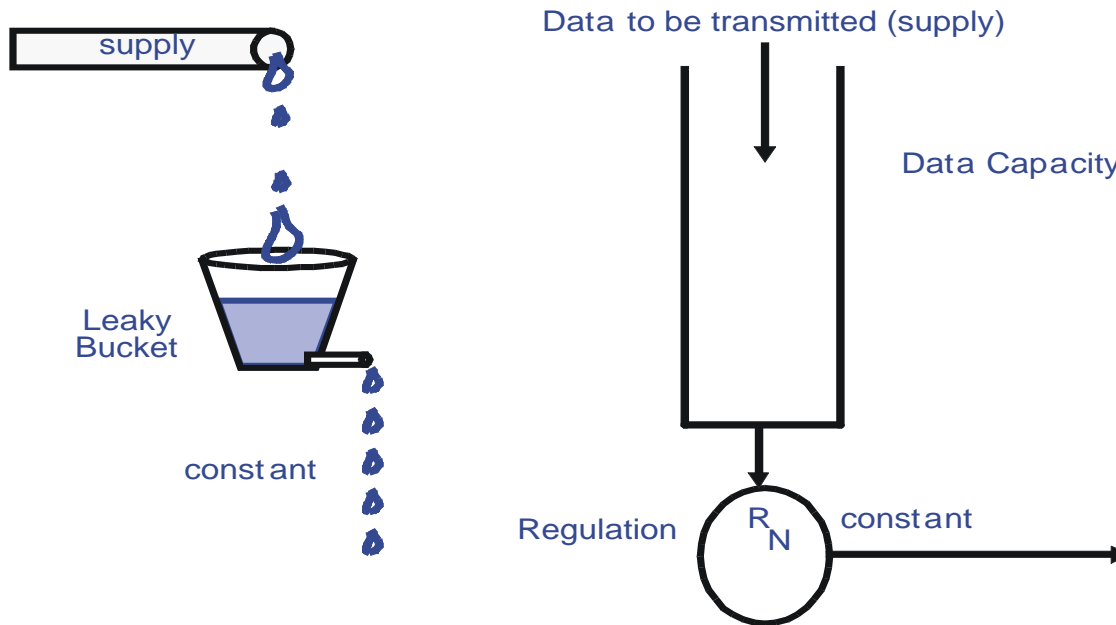 supply
Leaky
Bucket
constant
Data to be transmitted (supply)
Data Capacity
Regulation
R
N
constant